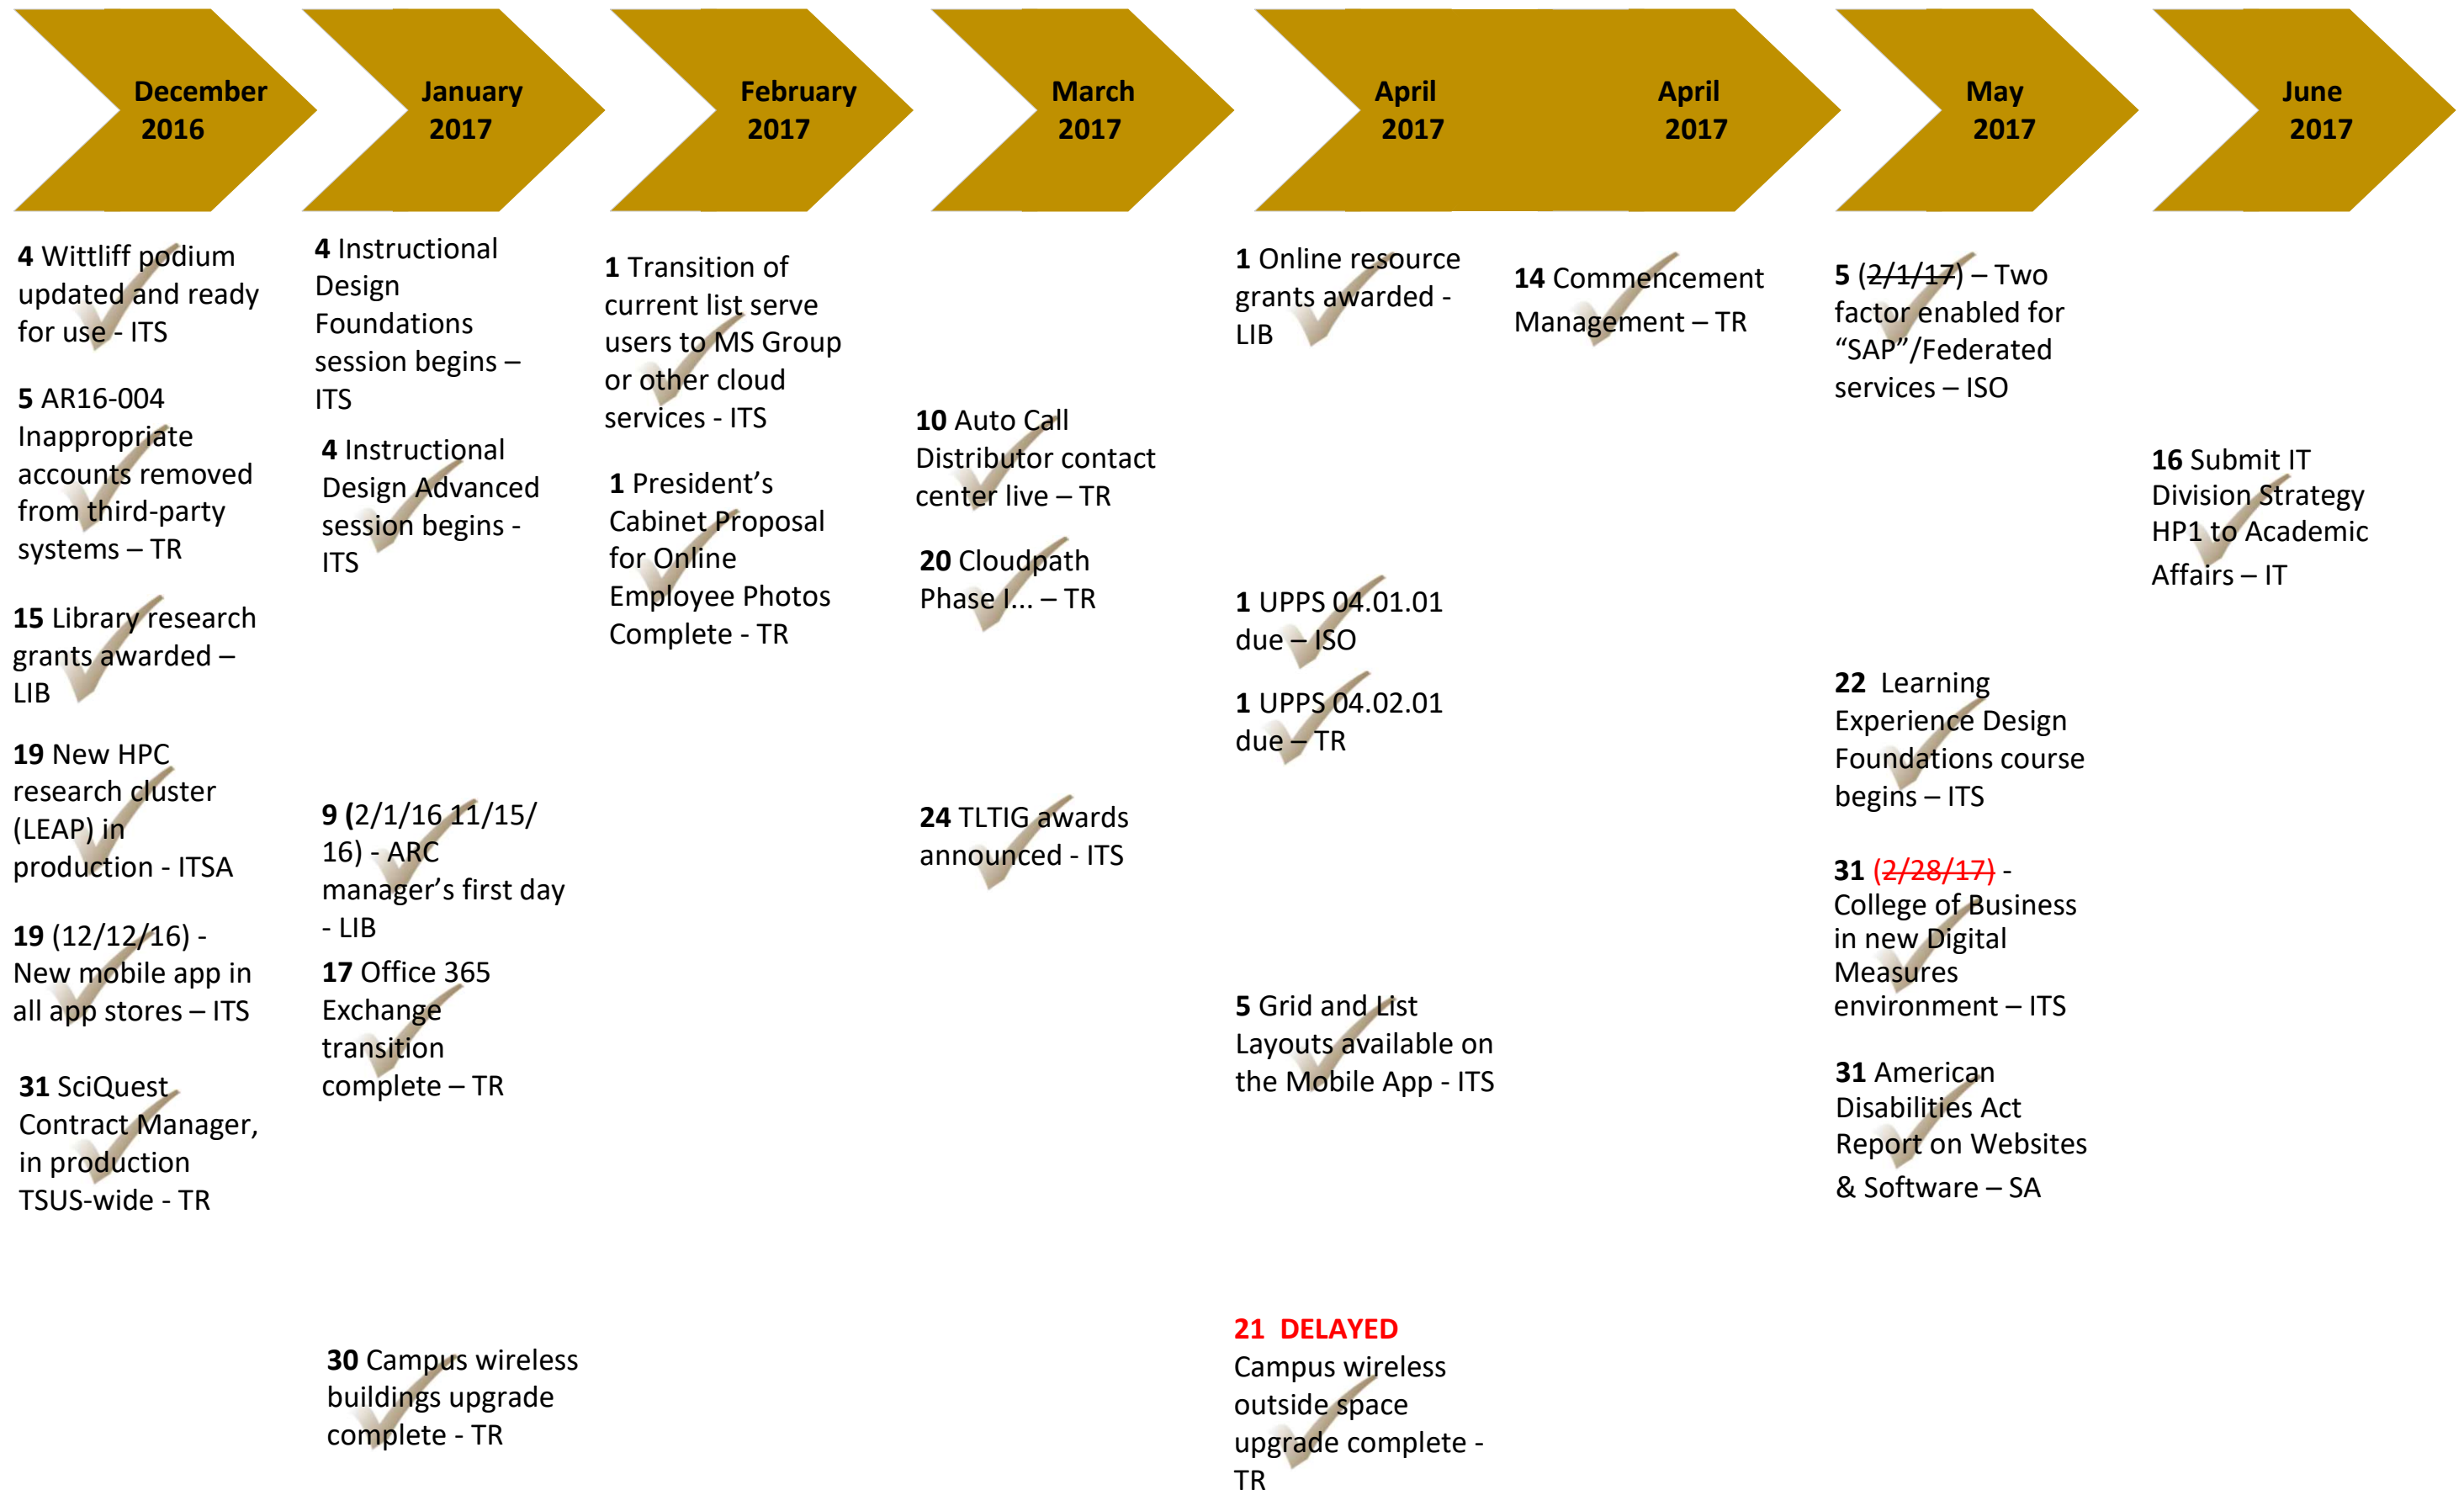 December
2016
January
2017
February
2017
March
2017
April
2017
April
2017
May
2017
June
2017
4 Wittliff podium
updated and ready
for use - ITS
5 AR16-004
Inappropriate
accounts removed
from third-party
systems – TR
15 Library research
grants awarded –
LIB
19 New HPC
research cluster
(LEAP) in
production - ITSA
19 (12/12/16) -
New mobile app in
all app stores – ITS
31 SciQuest
Contract Manager,
in production
TSUS-wide - TR
4 Instructional
Design
Foundations
session begins –
ITS
4 Instructional
Design Advanced
session begins -
ITS
9 (2/1/16 11/15/
16) - ARC
manager’s first day
- LIB
17 Office 365
Exchange
transition
complete – TR
30 Campus wireless
buildings upgrade
complete - TR
1 Transition of
current list serve
users to MS Group
or other cloud
services - ITS
1 President’s
Cabinet Proposal
for Online
Employee Photos
Complete - TR
10 Auto Call
Distributor contact
center live – TR
20 Cloudpath
Phase I... – TR
24 TLTIG awards
announced - ITS
1 Online resource
grants awarded -
LIB
1 UPPS 04.01.01
due – ISO
1 UPPS 04.02.01
due – TR
5 Grid and List
Layouts available on
the Mobile App - ITS
21 DELAYED
Campus wireless
outside space
upgrade complete -
TR
14 Commencement
Management – TR
5 (2/1/17) – Two
factor enabled for
“SAP”/Federated
services – ISO
22 Learning
Experience Design
Foundations course
begins – ITS
31 (2/28/17) -
College of Business
in new Digital
Measures
environment – ITS
31 American
Disabilities Act
Report on Websites
& Software – SA
16 Submit IT
Division Strategy
HP1 to Academic
Affairs – IT